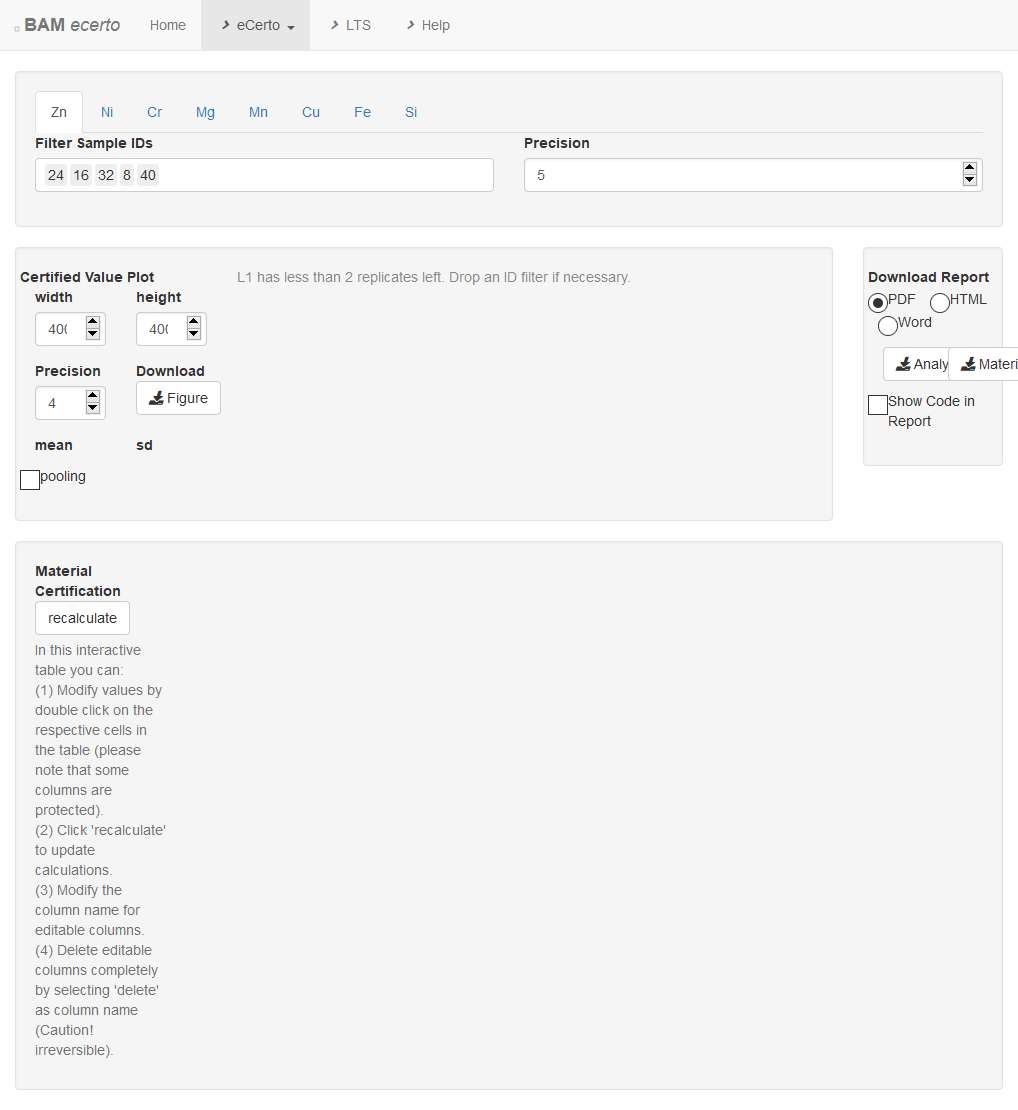 BAM ecerto Home eCerto LTS Help
Zn Ni Cr Mg Mn Cu Fe Si
Filter Sample IDs Precision
24 16 32 8 40 5
Certified Value Plot L1 has less than 2 replicates left. Drop an ID filter if necessary.
width height
400 400
Precision Download
4 Figure
mean sd
pooling
Download Report
PDF HTML
Word
Analy Materi
Show Code in
Report
Material
Certification
recalculate
In this interactive
table you can:
(1) Modify values by
double click on the
respective cells in
the table (please
note that some
columns are
protected).
(2) Click 'recalculate'
to update
calculations.
(3) Modify the
column name for
editable columns.
(4) Delete editable
columns completely
by selecting 'delete'
as column name
(Caution!
irreversible).